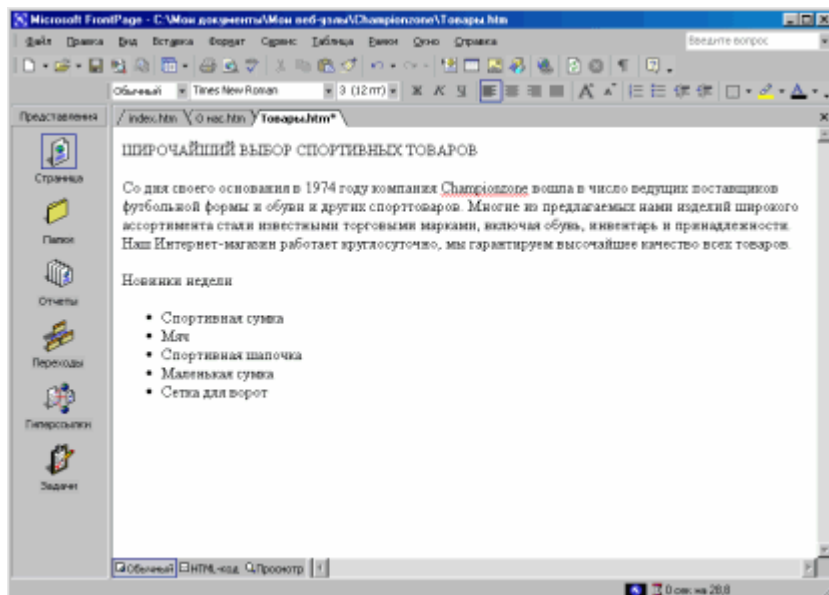 Microsoft FrontPage - C:\Мои документы\Мои веб-узлы\Championzone\Товары.htm
Файл Правка Вид Вставка Формат Сервис Таблица Рамки Окно Справка
Введите вопрос
Обычный Times New Roman 3 (12 пт) Ж К Ч
Представления
index.htm О нас.htm Товары.htm*
Страница
Папки
Отчеты
Переходы
Гиперссылки
Задачи
ШИРОЧАЙШИЙ ВЫБОР СПОРТИВНЫХ ТОВАРОВ
Со дня своего основания в 1974 году компания Championzone вошла в число ведущих поставщиков
футбольной формы и обуви и других спорттоваров. Многие из предлагаемых нами изделий широкого
ассортимента стали известными торговыми марками, включая обувь, инвентарь и принадлежности.
Наш Интернет-магазин работает круглосуточно, мы гарантируем высочайшее качество всех товаров.
Новинки недели
• Спортивная сумка
• Мяч
• Спортивная шапочка
• Маленькая сумка
• Сетка для ворот
Обычный HTML-код Просмотр
0 сек. на 28,8